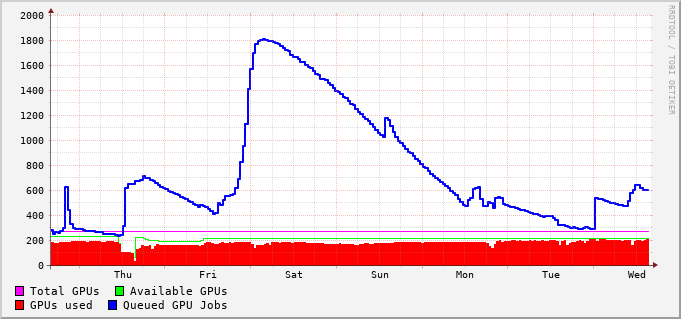 2000
1800
1600
1400
1200
1000
800
600
400
200
0
Thu Fri Sat Sun Mon Tue Wed
Total GPUs Available GPUs
GPUs used Queued GPU Jobs
RRDTOOL / TOBI OETIKER